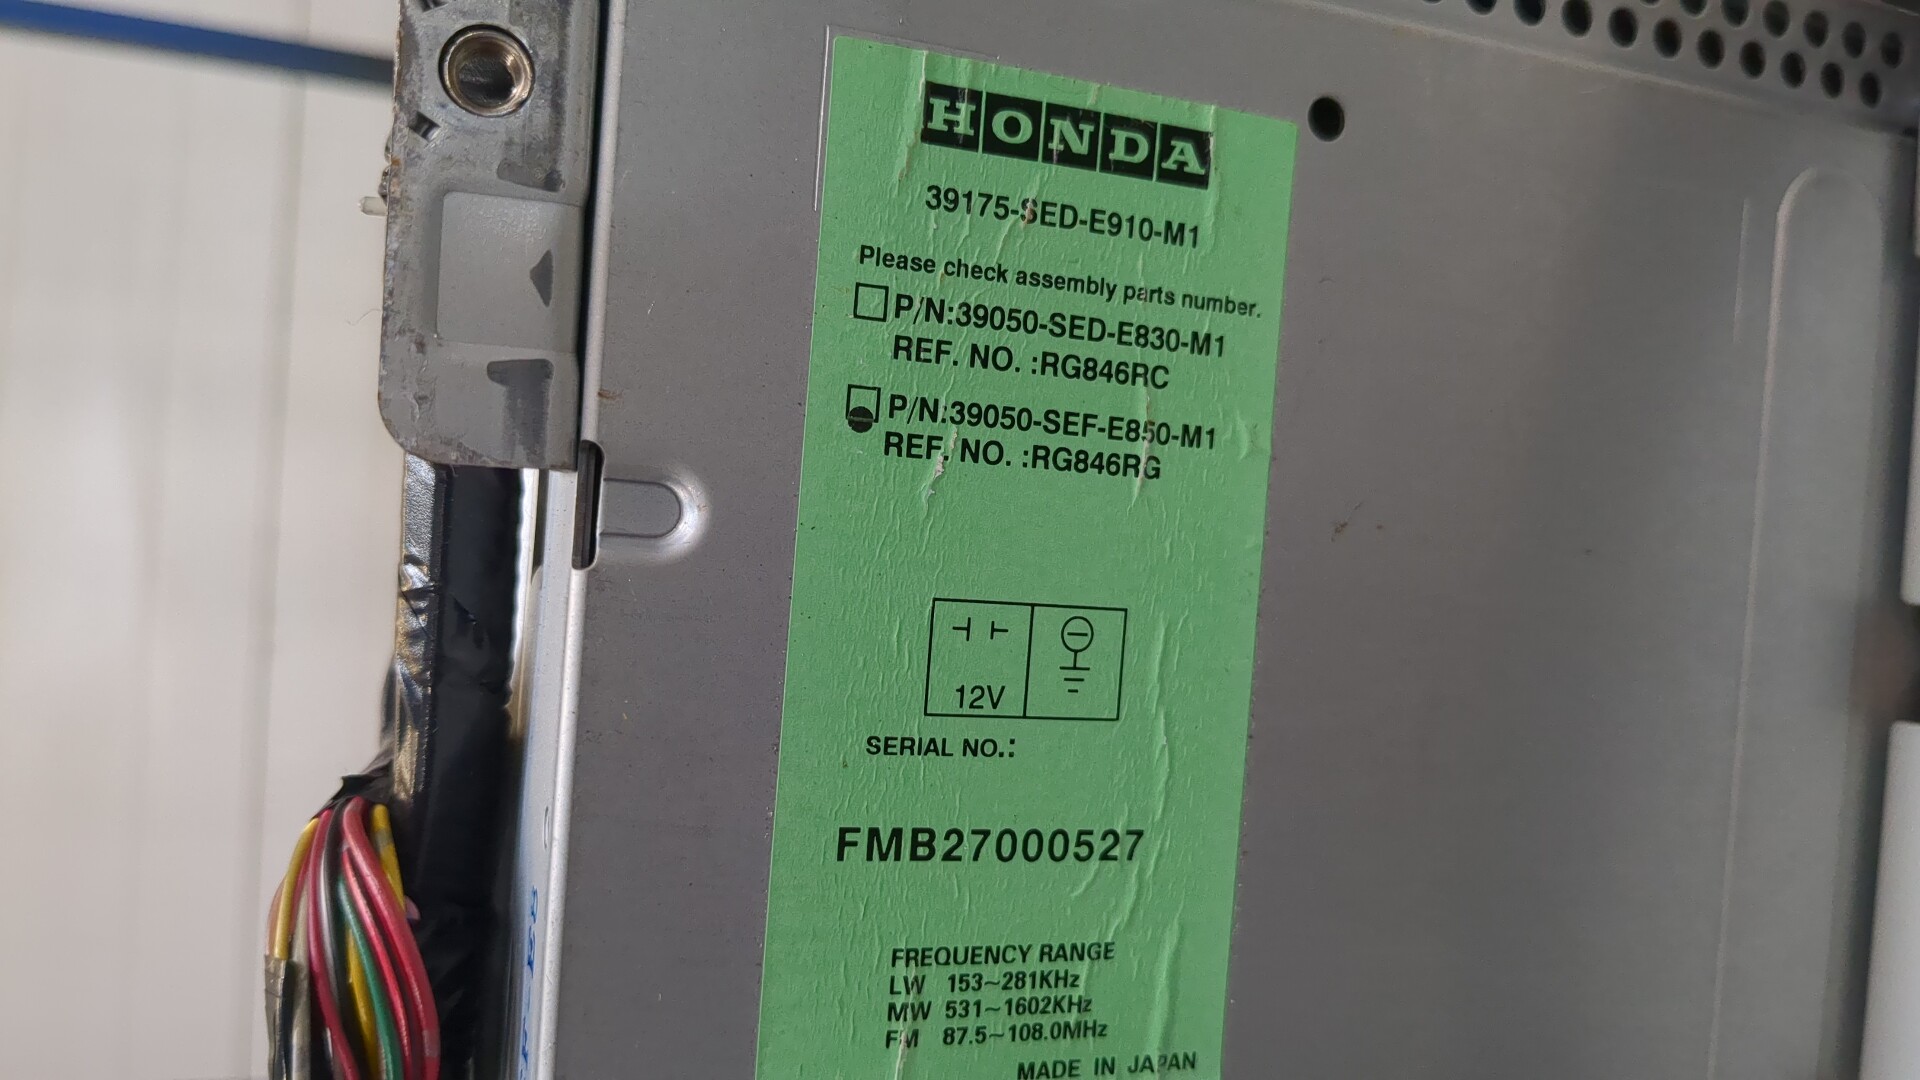 HONDA
39175-SED-E910-M1
Please check assembly parts number.
P/N:39050-SED-E830-M1
REF. NO. :RG846RC
P/N:39050-SEF-E850-M1
REF. NO. :RG846RG
12V
SERIAL NO.:
FMB27000527
FREQUENCY RANGE
LW 153~281KHz
MW 531~1602KHz
FM 87.5~108.0MHz
MADE IN JAPAN